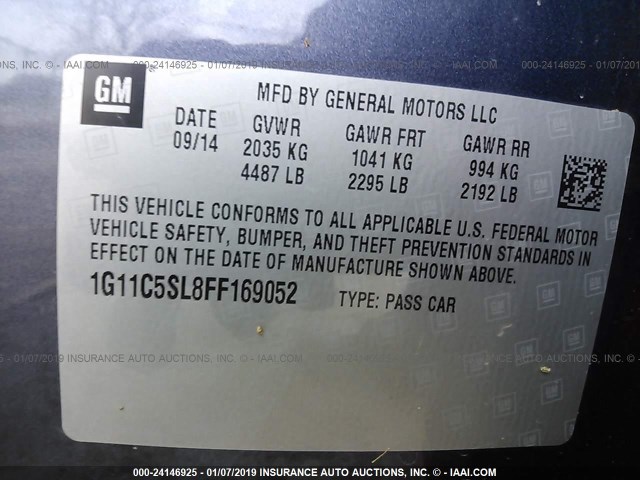 GM
MFD BY GENERAL MOTORS LLC
DATE GVWR GAWR FRT GAWR RR
09/14 2035 KG 1041 KG 994 KG
4487 LB 2295 LB 2192 LB
THIS VEHICLE CONFORMS TO ALL APPLICABLE U.S. FEDERAL MOTOR
VEHICLE SAFETY, BUMPER, AND THEFT PREVENTION STANDARDS IN
EFFECT ON THE DATE OF MANUFACTURE SHOWN ABOVE.
1G11C5SL8FF169052 TYPE: PASS CAR
000-24146925 - 01/07/2019 INSURANCE AUTO AUCTIONS, INC. - IAAI.COM